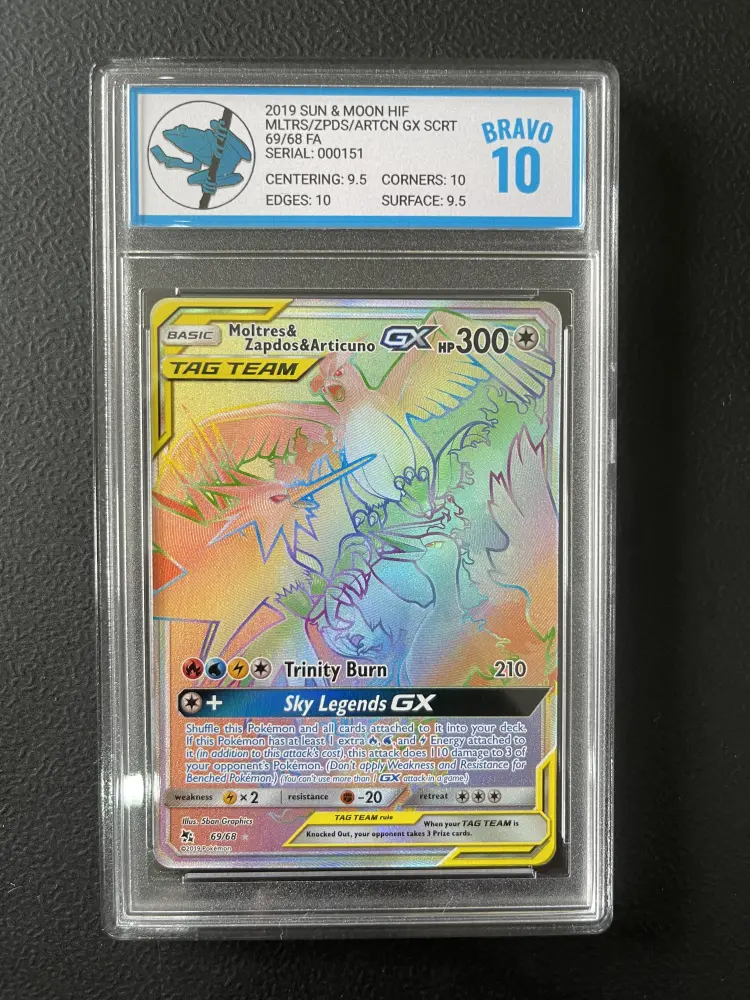 2019 SUN & MOON HIF
MLTRS/ZPDS/ARTCN GX SCRT
69/68 FA
SERIAL: 000151
CENTERING: 9.5 CORNERS: 10
EDGES: 10 SURFACE: 9.5
BRAVO
10
BASIC
Moltres&
Zapdos&Articuno GX HP300
TAG TEAM
Trinity Burn 210
+ Sky Legends GX
Shuffle this Pokémon and all cards attached to it into your deck.
If this Pokémon has at least 1 extra, and Energy attached to
it (in addition to this attack's cost), this attack does 110 damage to 3 of
your opponent's Pokémon. (Don't apply Weakness and Resistance for
Benched Pokémon.) (You can't use more than 1 GX attack in a game.)
weakness ×2 resistance -20 retreat
Illus. 5ban Graphics
TAG TEAM rule
When your TAG TEAM is
Knocked Out, your opponent takes 3 Prize cards.
69/68
©2019 Pokémon